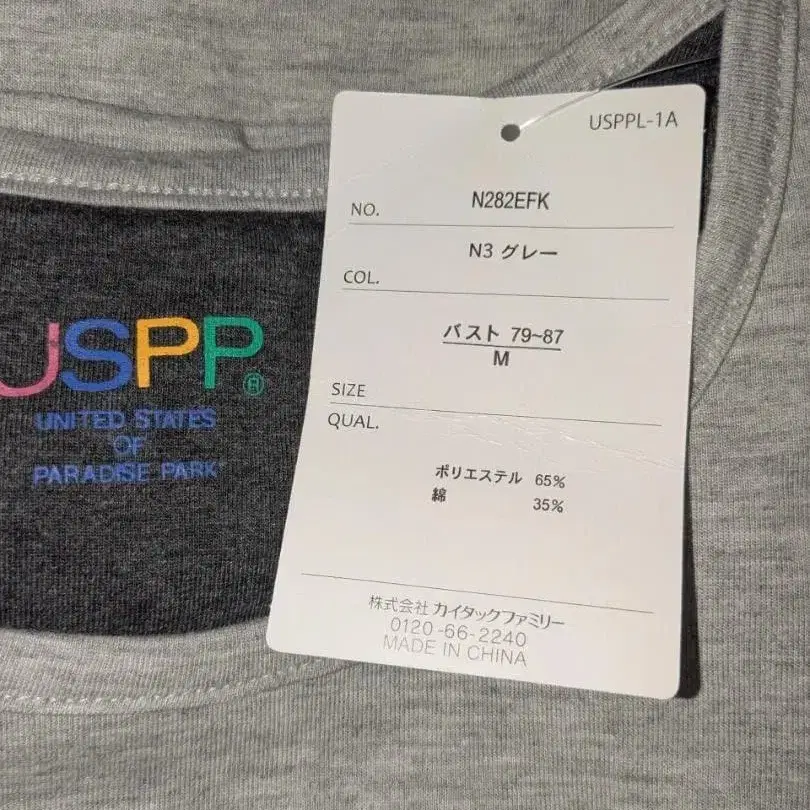 USPP®
UNITED STATES
OF
PARADISE PARK
USPPL-1A
NO. N282EFK
COL. N3 グレー
バスト 79~87
M
SIZE
QUAL.
ポリエステル 65%
綿 35%
株式会社 カイタックファミリー
0120-66-2240
MADE IN CHINA